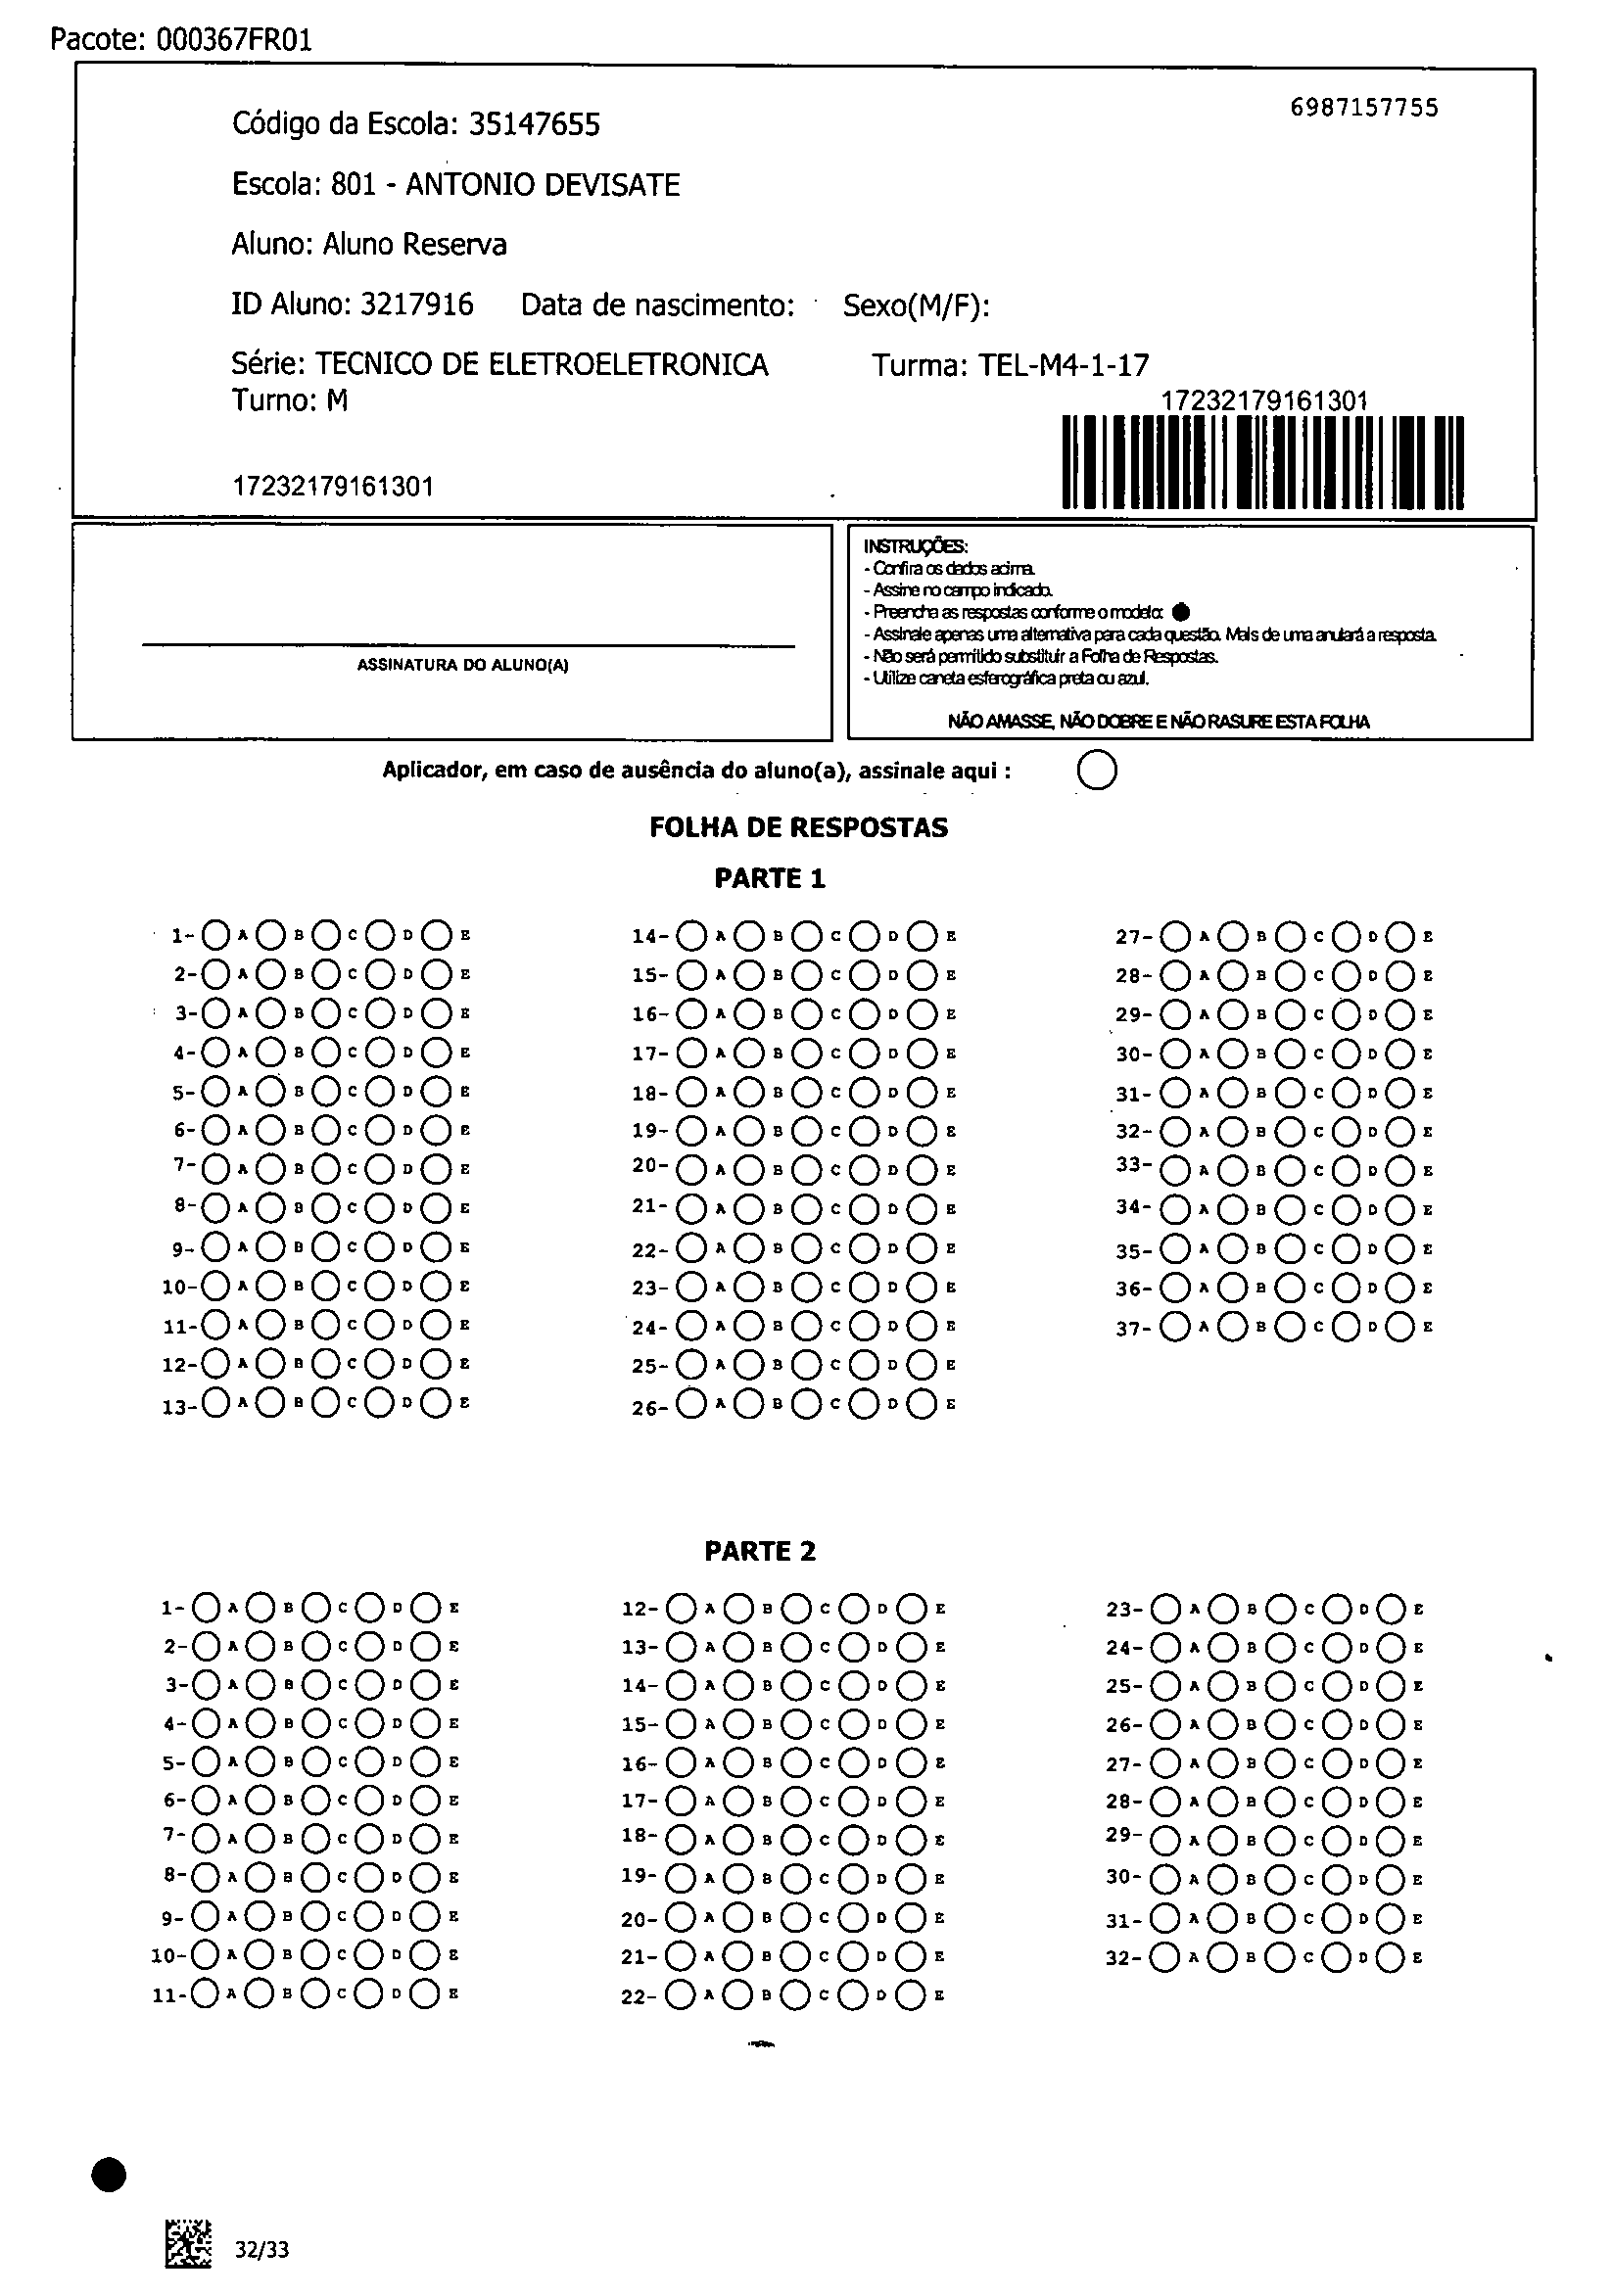 Pacote: 000367FR01
6987157755
Código da Escola: 35147655
Escola: 801 - ANTONIO DEVISATE
Aluno: Aluno Reserva
ID Aluno: 3217916 Data de nascimento: Sexo(M/F):
Série: TECNICO DE ELETROELETRONICA Turma: TEL-M4-1-17
Turno: M
17232179161301
17232179161301
ASSINATURA DO ALUNO(A)
INSTRUÇÕES:
- Confira os dados acima.
- Assine no campo indicado.
- Preencha as respostas conforme o modelo:
- Assinale apenas uma alternativa para cada questão. Mais de uma anulará a resposta.
- Não será permitido substituir a Folha de Respostas.
- Utilize caneta esferográfica preta ou azul.
NÃO AMASSE, NÃO DOBRE E NÃO RASURE ESTA FOLHA
Aplicador, em caso de ausência do aluno(a), assinale aqui :
FOLHA DE RESPOSTAS
PARTE 1
1- A B C D E
2- A B C D E
3- A B C D E
4- A B C D E
5- A B C D E
6- A B C D E
7- A B C D E
8- A B C D E
9- A B C D E
10- A B C D E
11- A B C D E
12- A B C D E
13- A B C D E
14- A B C D E
15- A B C D E
16- A B C D E
17- A B C D E
18- A B C D E
19- A B C D E
20- A B C D E
21- A B C D E
22- A B C D E
23- A B C D E
24- A B C D E
25- A B C D E
26- A B C D E
27- A B C D E
28- A B C D E
29- A B C D E
30- A B C D E
31- A B C D E
32- A B C D E
33- A B C D E
34- A B C D E
35- A B C D E
36- A B C D E
37- A B C D E
PARTE 2
1- A B C D E
2- A B C D E
3- A B C D E
4- A B C D E
5- A B C D E
6- A B C D E
7- A B C D E
8- A B C D E
9- A B C D E
10- A B C D E
11- A B C D E
12- A B C D E
13- A B C D E
14- A B C D E
15- A B C D E
16- A B C D E
17- A B C D E
18- A B C D E
19- A B C D E
20- A B C D E
21- A B C D E
22- A B C D E
23- A B C D E
24- A B C D E
25- A B C D E
26- A B C D E
27- A B C D E
28- A B C D E
29- A B C D E
30- A B C D E
31- A B C D E
32- A B C D E
32/33